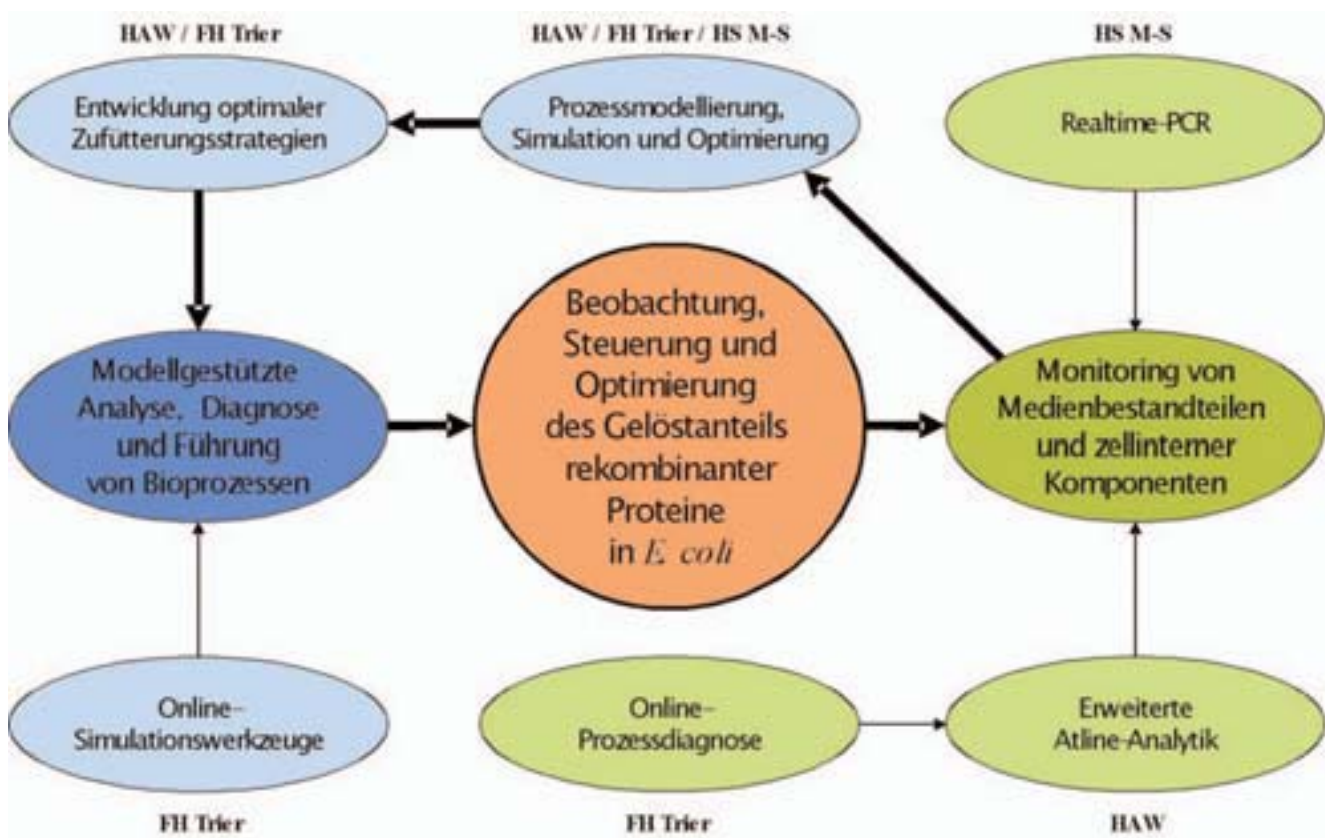 HAW / FH Trier
HAW / FH Trier / HS M-S
HS M-S
Entwicklung optimaler
Zufütterungsstrategien
Prozessmodellierung,
Simulation und Optimierung
Realtime-PCR
Modellgestützte
Analyse, Diagnose
und Führung
von Bioprozessen
Beobachtung,
Steuerung und
Optimierung
des Gelöstanteils
rekombinanter
Proteine
in E coli
Monitoring von
Medienbestandteilen
und zellinterner
Komponenten
Online-
Simulationswerkzeuge
Online-
Prozessdiagnose
Erweiterte
Atline-Analytik
FH Trier
FH Trier
HAW